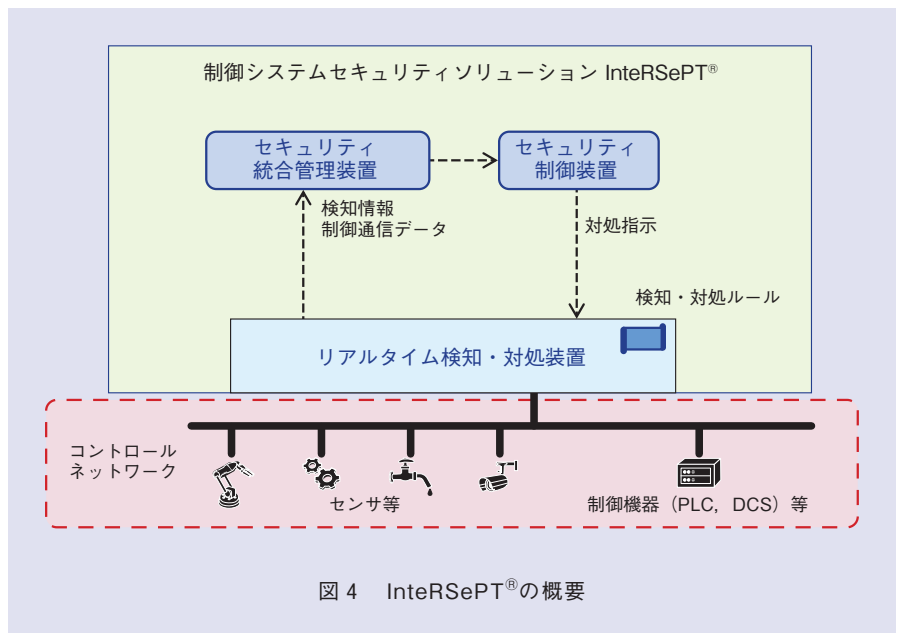 制御システムセキュリティソリューション InteRSePT®
セキュリティ
統合管理装置
セキュリティ
制御装置
検知情報
制御通信データ
対処指示
検知・対処ルール
リアルタイム検知・対処装置
コントロール
ネットワーク
センサ等
制御機器（PLC，DCS）等
図 4　InteRSePT®の概要